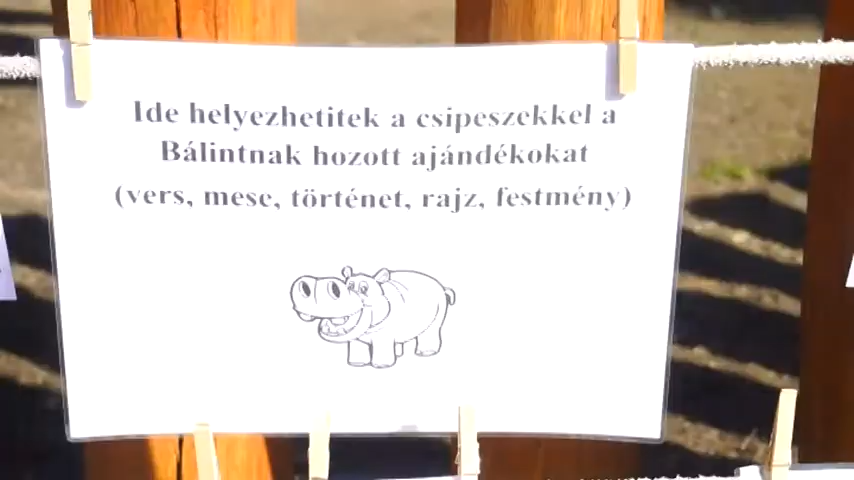 Ide helyezhetitek a csipeszekkel a
Bálintnak hozott ajándékokat
(vers, mese, történet, rajz, festmény)